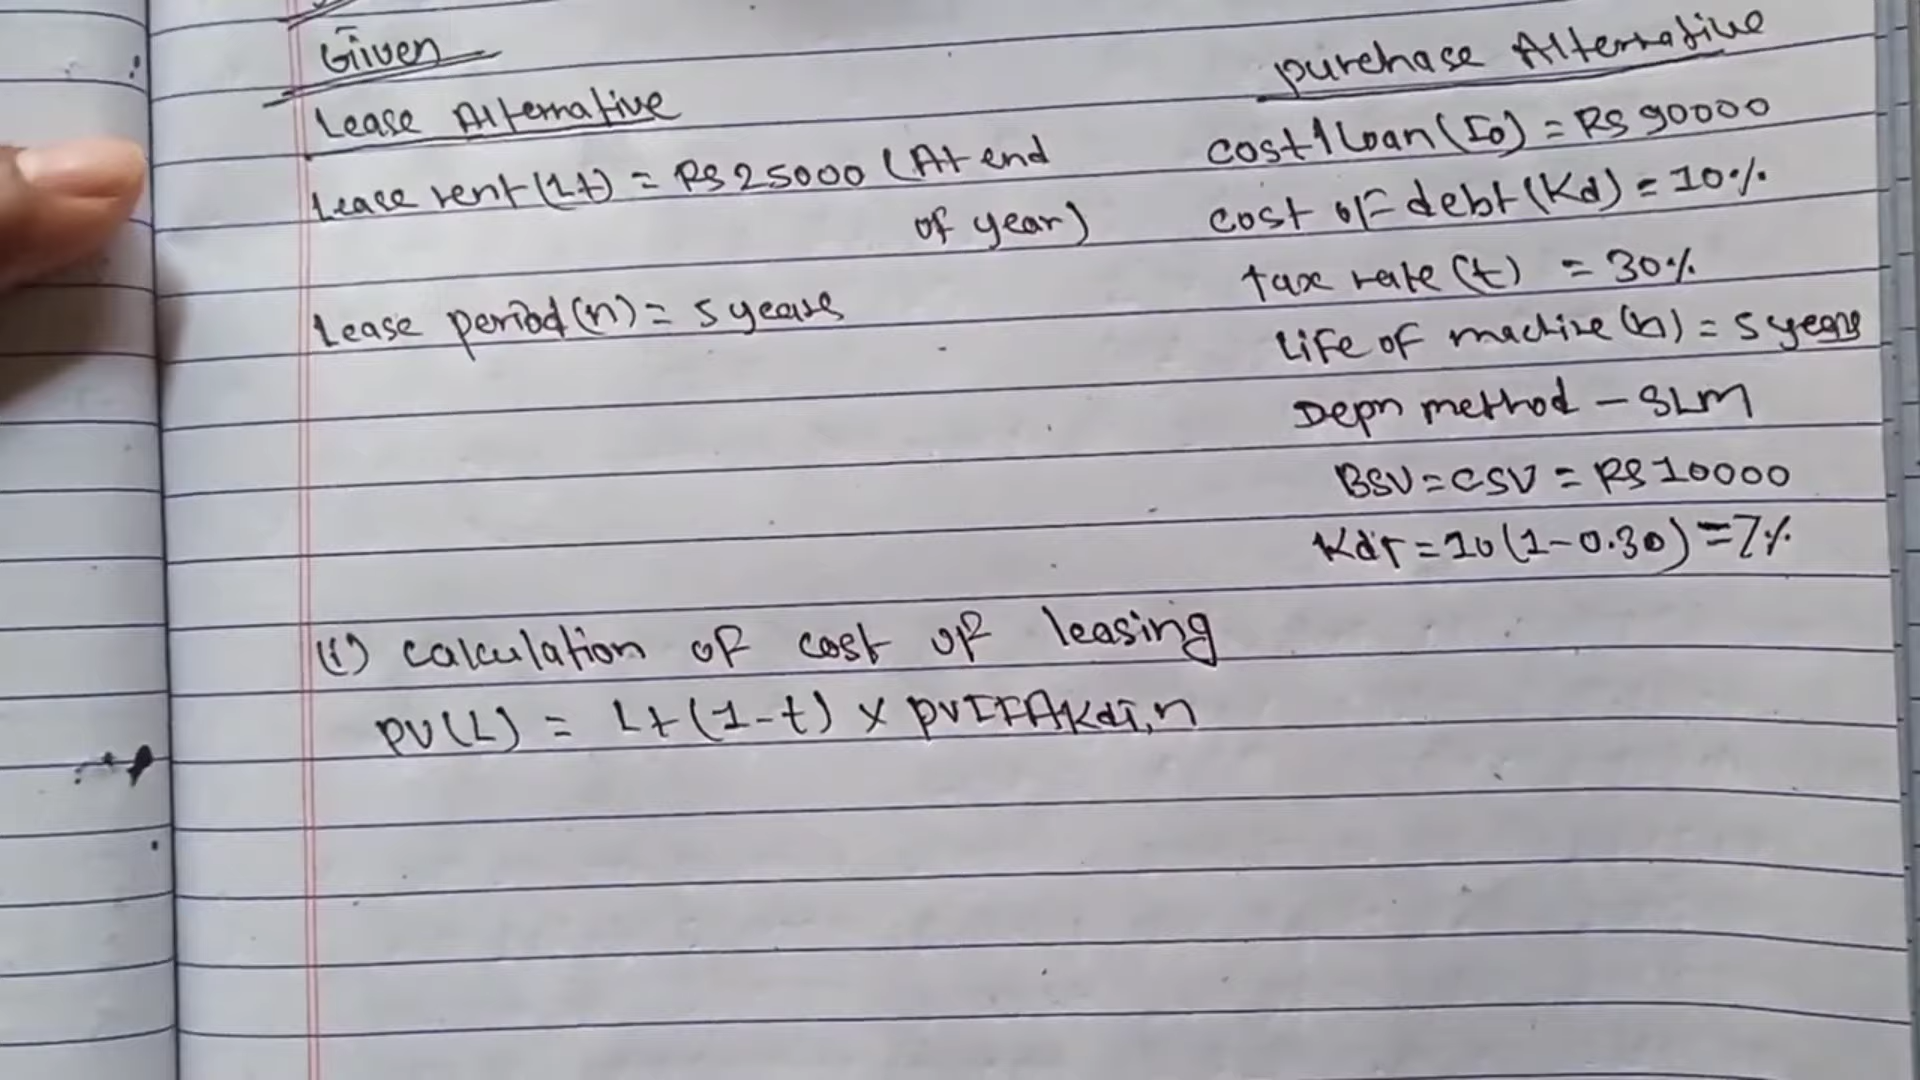 Given
Lease Alternative
Lease rent (Lt) = RS 25000 (At end
of year)
Lease period (n) = 5 years
purchase Alternative
cost / Loan (I0) = RS 90000
cost of debt (Kd) = 10%
tax rate (t) = 30%
Life of machine (n) = 5 years
Depn method - SLM
BSV = CSV = RS 10000
KdT = 10 (1-0.30) = 7%
(i) calculation of cost of leasing
PV(L) = Lt (1-t) x PVIFAKdT,n